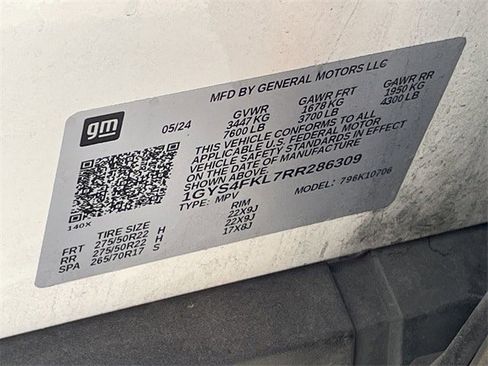 MFD BY GENERAL MOTORS LLC
gm
05/24
GVWR GAWR FRT GAWR RR
3447 KG 1678 KG 1950 KG
7600 LB 3700 LB 4300 LB
THIS VEHICLE CONFORMS TO ALL
APPLICABLE U.S. FEDERAL MOTOR
VEHICLE SAFETY STANDARDS IN EFFECT
ON THE DATE OF MANUFACTURE
SHOWN ABOVE.
1GYS4FKL7RR286309
TYPE: MPV MODEL: 796K10706
140X
TIRE SIZE RIM
FRT 275/50R22 H 22X9J
RR 275/50R22 H 22X9J
SPA 265/70R17 S 17X8J